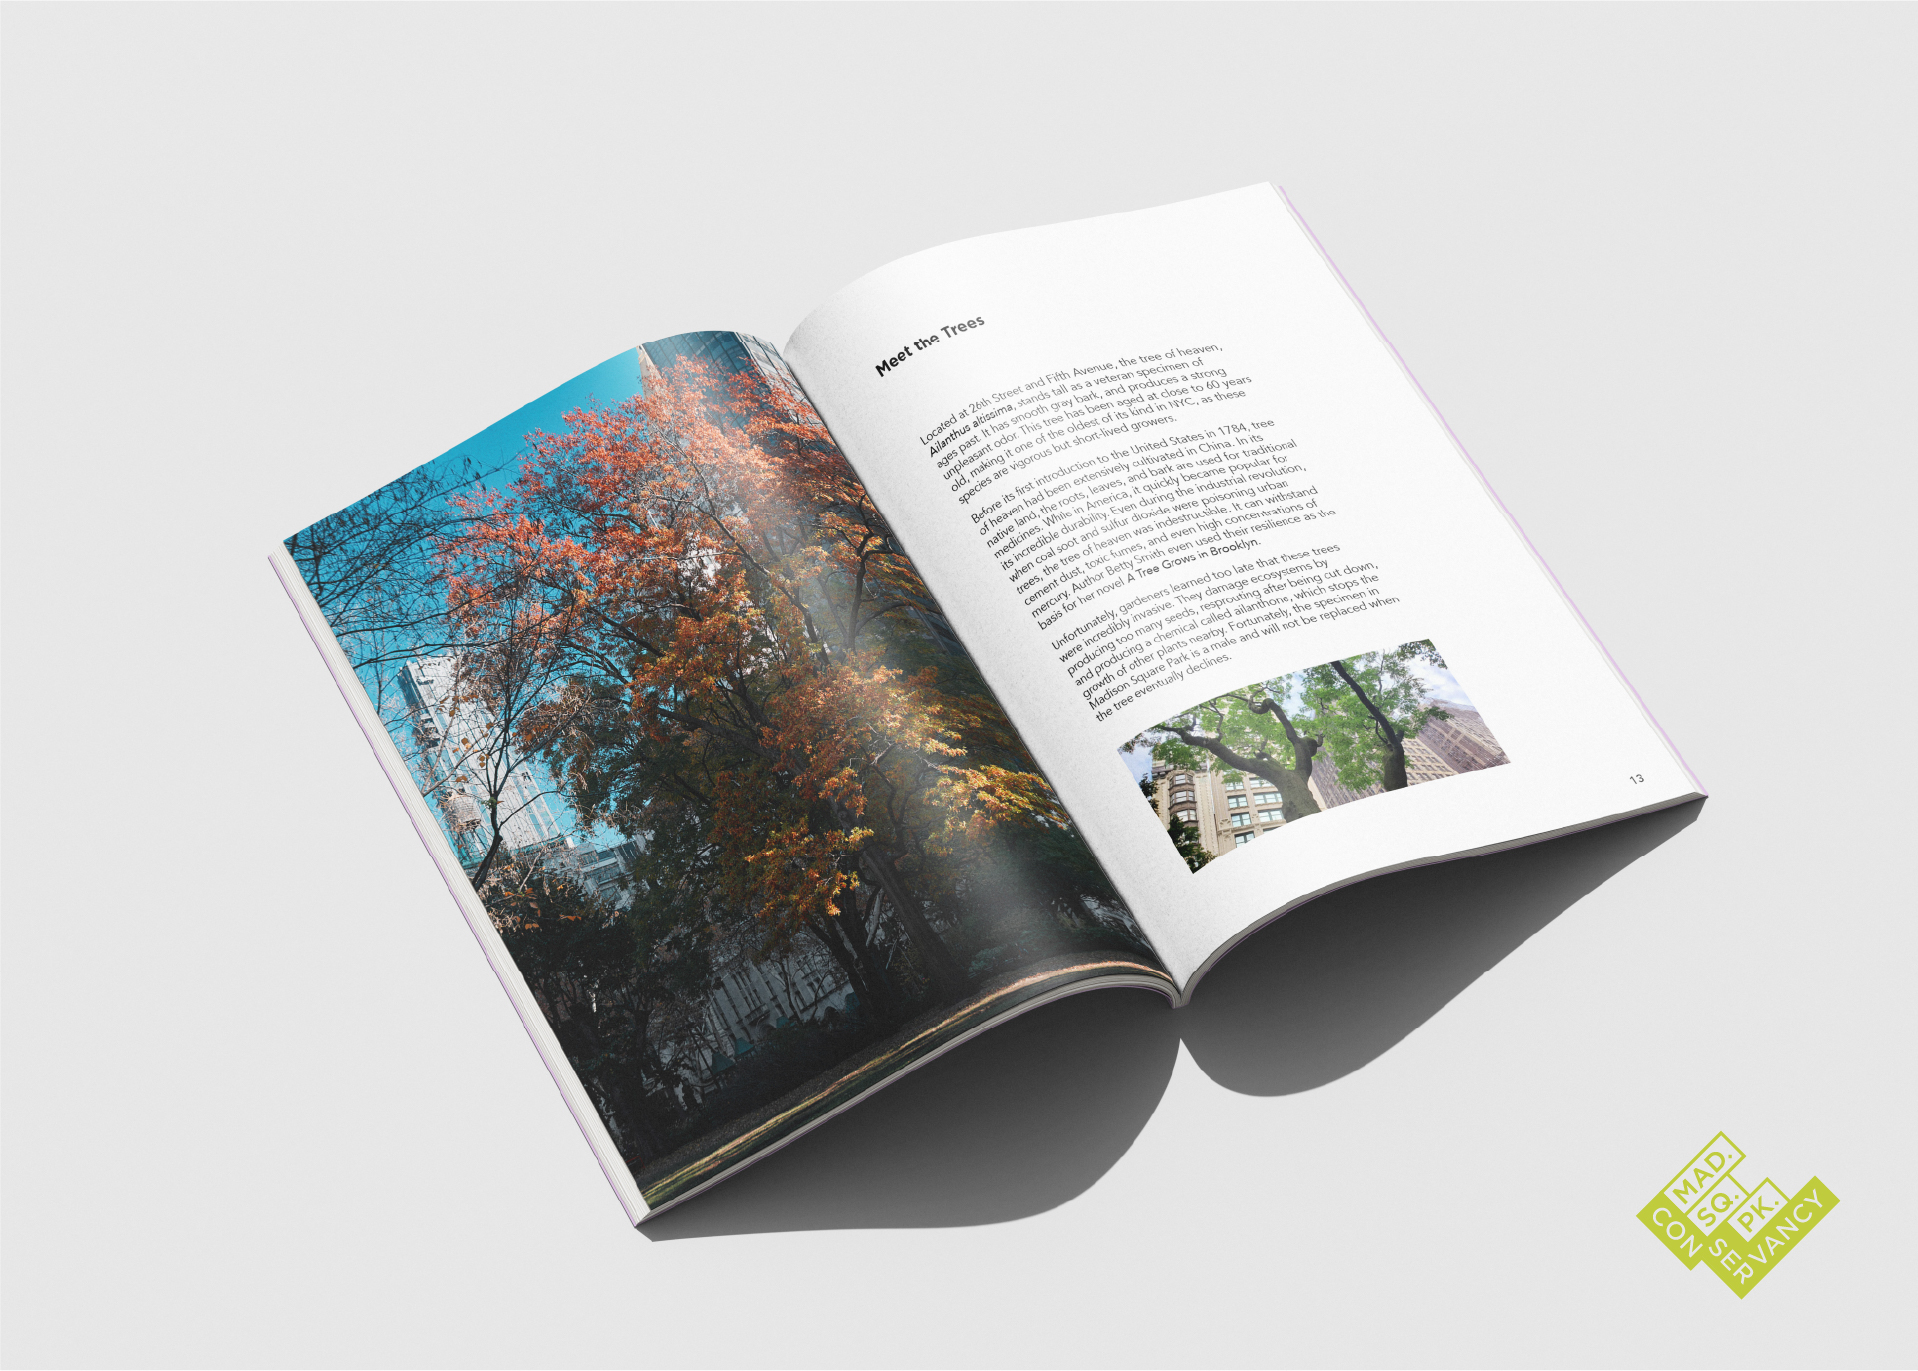 Meet the Trees
Located at 26th Street and Fifth Avenue, the tree of heaven,
Ailanthus altissima, stands tall as a veteran specimen of
ages past. It has smooth gray bark, and produces a strong
unpleasant odor. This tree has been aged at close to 60 years
old, making it one of the oldest of its kind in NYC, as these
species are vigorous but short-lived growers.
Before its first introduction to the United States in 1784, tree
of heaven had been extensively cultivated in China. In its
native land, the roots, leaves, and bark are used for traditional
medicines. While in America, it quickly became popular for
its incredible durability. Even during the industrial revolution,
when coal soot and sulfur dioxide were poisoning urban
trees, the tree of heaven was indestructible. It can withstand
cement dust, toxic fumes, and even high concentrations of
mercury. Author Betty Smith even used their resilience as the
basis for her novel A Tree Grows in Brooklyn.
Unfortunately, gardeners learned too late that these trees
were incredibly invasive. They damage ecosystems by
producing too many seeds, resprouting after being cut down,
and producing a chemical called ailanthone, which stops the
growth of other plants nearby. Fortunately, the specimen in
Madison Square Park is a male and will not be replaced when
the tree eventually declines.
13
MAD.
SQ.
PK.
CON
SER
VANCY